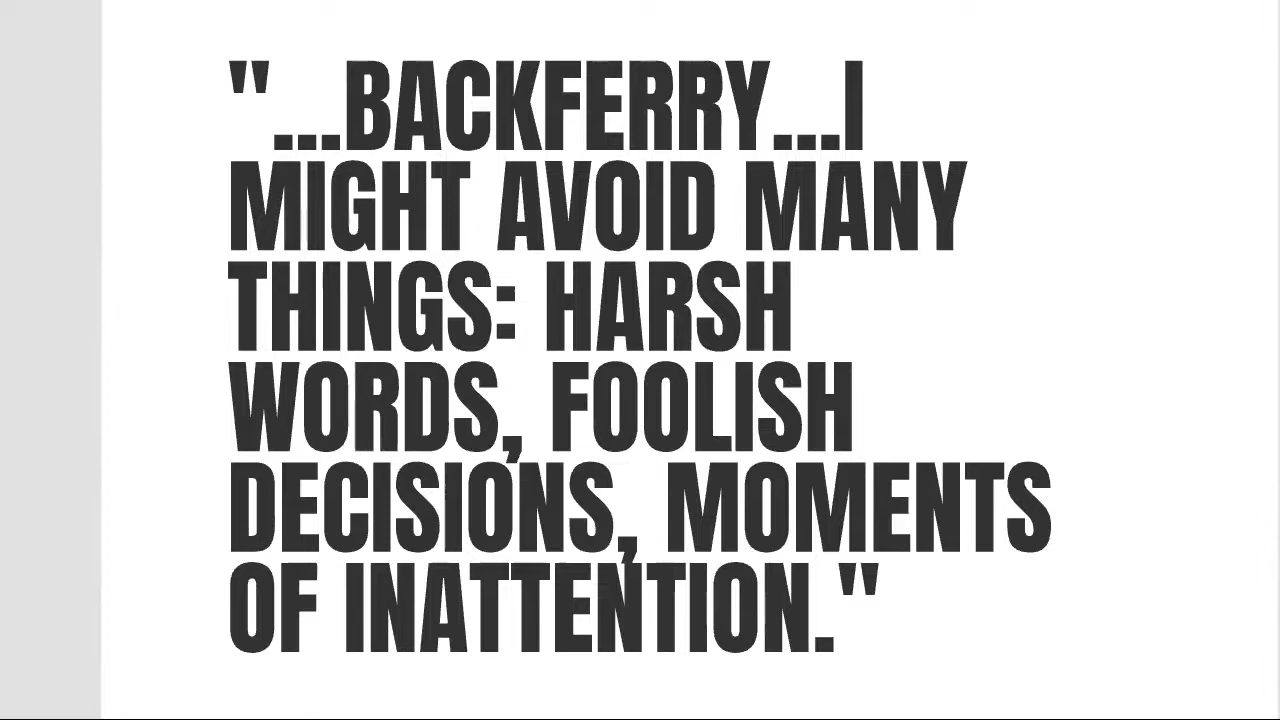 "...BACKFERRY...I
MIGHT AVOID MANY
THINGS: HARSH
WORDS, FOOLISH
DECISIONS, MOMENTS
OF INATTENTION."